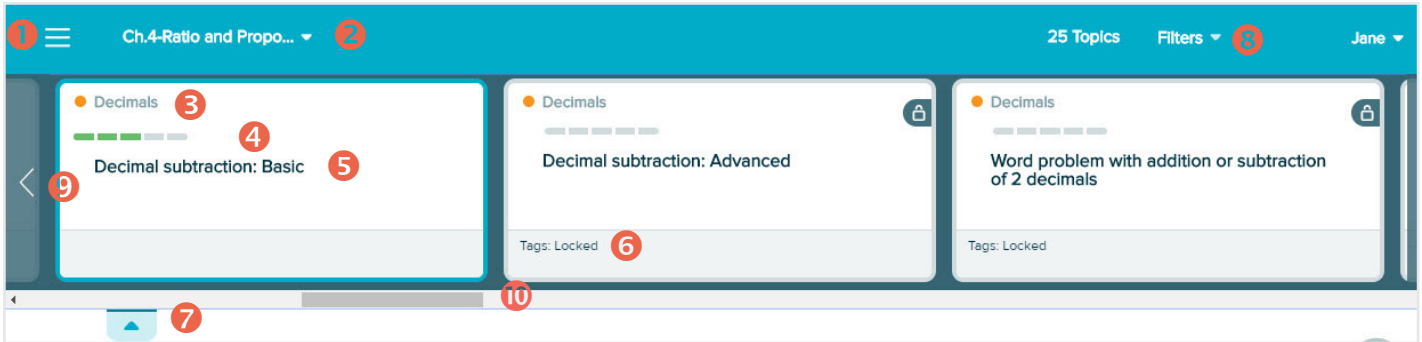 1 Ch.4-Ratio and Propo... 2 25 Topics Filters 8 Jane
Decimals 3
4
Decimal subtraction: Basic 5
9
Decimals
Decimal subtraction: Advanced
Tags: Locked 6
Decimals
Word problem with addition or subtraction
of 2 decimals
Tags: Locked
10
7